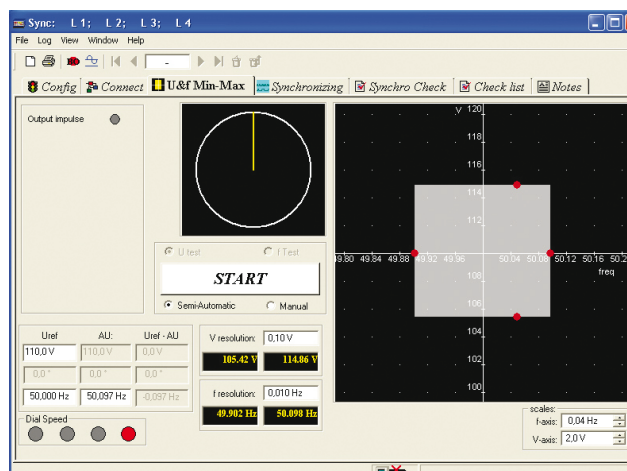 Sync: L 1; L 2; L 3; L 4
File Log View Window Help
-
Config Connect U&f Min-Max Synchronizing Synchro Check Check list Notes
Output impulse
U test f Test
START
Semi-Automatic Manual
Uref AU: Uref - AU
110,0 V 110,0 V 0,0 V
0,0 ° 0,0 ° 0,0 °
50,000 Hz 50,097 Hz -0,097 Hz
Dial Speed
V resolution: 0,10 V
105.42 V 114.86 V
f resolution: 0,010 Hz
49.902 Hz 50.098 Hz
V 120
118
116
114
112
49.80 49.84 49.88 49.92 49.96 50.04 50.08 50.12 50.16 50.2
freq
108
106
104
102
100
scales:
f-axis: 0,04 Hz
V-axis: 2,0 V